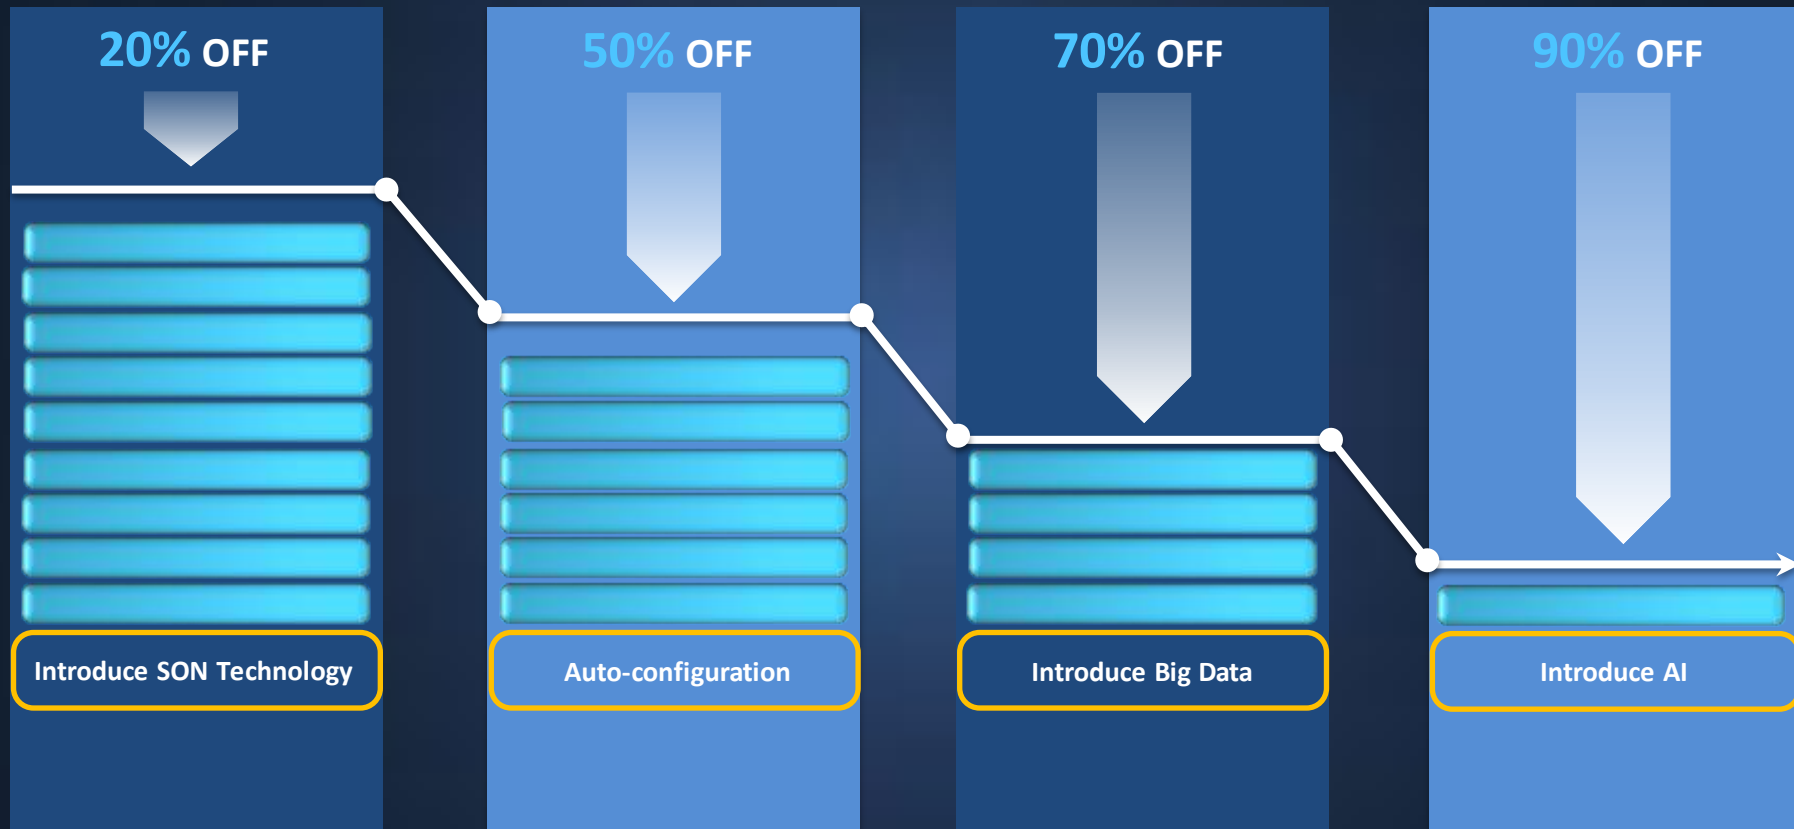 20% OFF
50% OFF
70% OFF
90% OFF
Introduce SON Technology
Auto-configuration
Introduce Big Data
Introduce AI